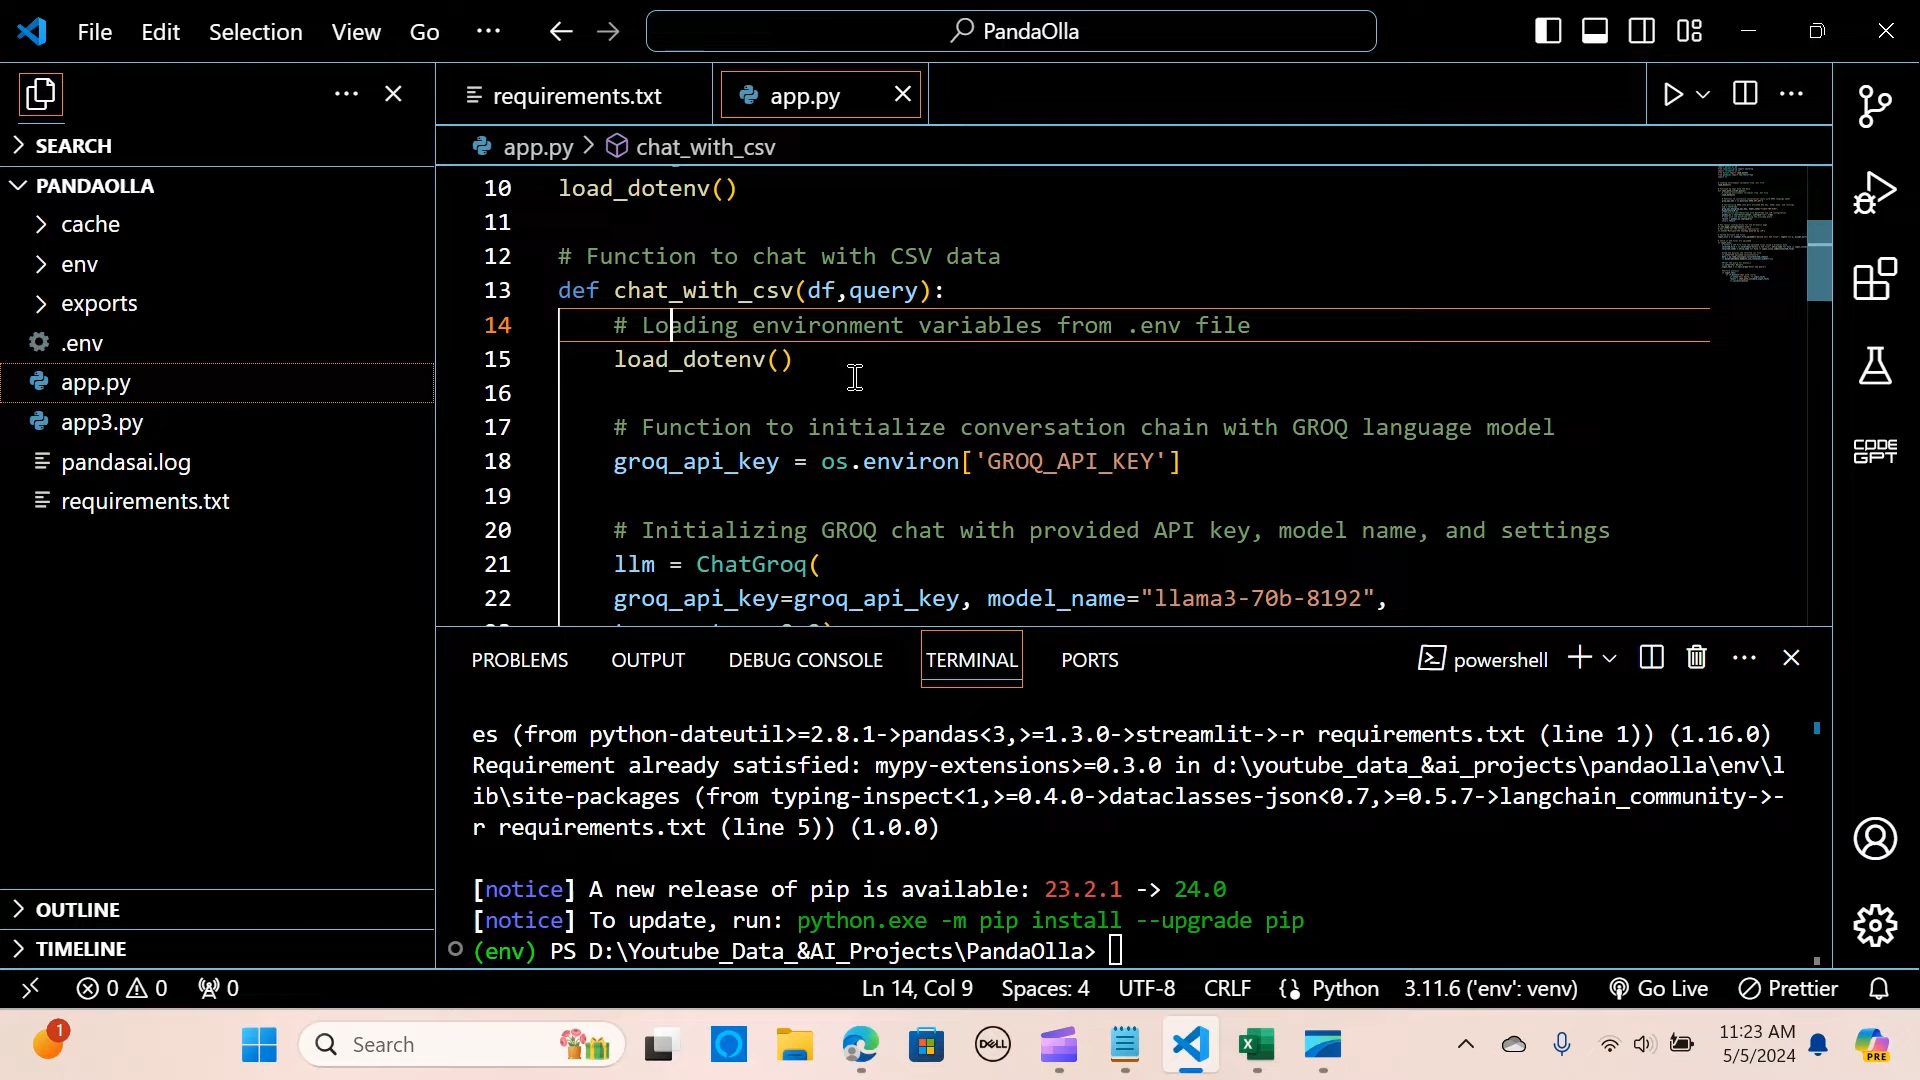 File Edit Selection View Go ··· PandaOlla
SEARCH
PANDAOLLA
cache
env
exports
.env
app.py
app3.py
pandasai.log
requirements.txt
OUTLINE
TIMELINE
requirements.txt app.py
app.py > chat_with_csv
10 load_dotenv()
11
12 # Function to chat with CSV data
13 def chat_with_csv(df,query):
14 # Loading environment variables from .env file
15 load_dotenv()
16
17 # Function to initialize conversation chain with GROQ language model
18 groq_api_key = os.environ['GROQ_API_KEY']
19
20 # Initializing GROQ chat with provided API key, model name, and settings
21 llm = ChatGroq(
22 groq_api_key=groq_api_key, model_name="llama3-70b-8192",
CODE
GPT
PROBLEMS OUTPUT DEBUG CONSOLE TERMINAL PORTS powershell
es (from python-dateutil>=2.8.1->pandas<3,>=1.3.0->streamlit->-r requirements.txt (line 1)) (1.16.0)
Requirement already satisfied: mypy-extensions>=0.3.0 in d:\youtube_data_&ai_projects\pandaolla\env\l
ib\site-packages (from typing-inspect<1,>=0.4.0->dataclasses-json<0.7,>=0.5.7->langchain_community->-
r requirements.txt (line 5)) (1.0.0)
[notice] A new release of pip is available: 23.2.1 -> 24.0
[notice] To update, run: python.exe -m pip install --upgrade pip
(env) PS D:\Youtube_Data_&AI_Projects\PandaOlla>
0 0 0 Ln 14, Col 9 Spaces: 4 UTF-8 CRLF Python 3.11.6 ('env': venv) Go Live Prettier
1 Search DELL 11:23 AM
5/5/2024 PRE